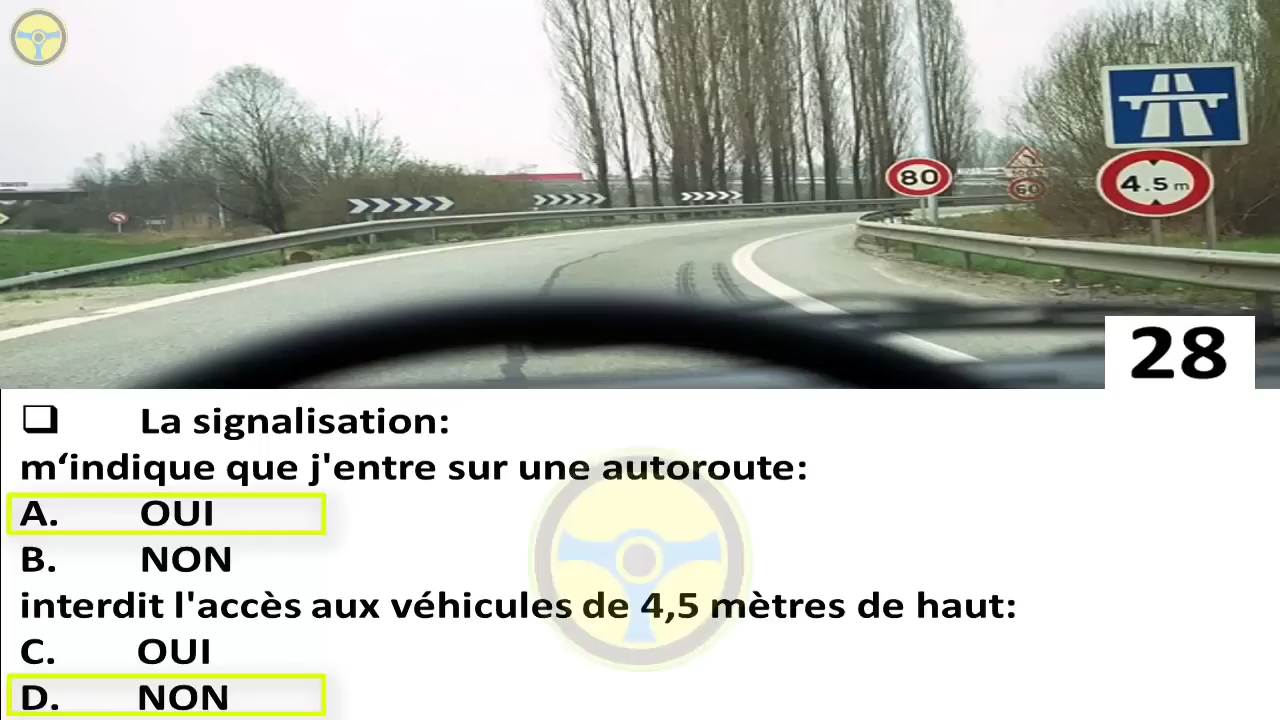 80
60
4.5m
28
La signalisation:
m‘indique que j'entre sur une autoroute:
A. OUI
B. NON
interdit l'accès aux véhicules de 4,5 mètres de haut:
C. OUI
D. NON